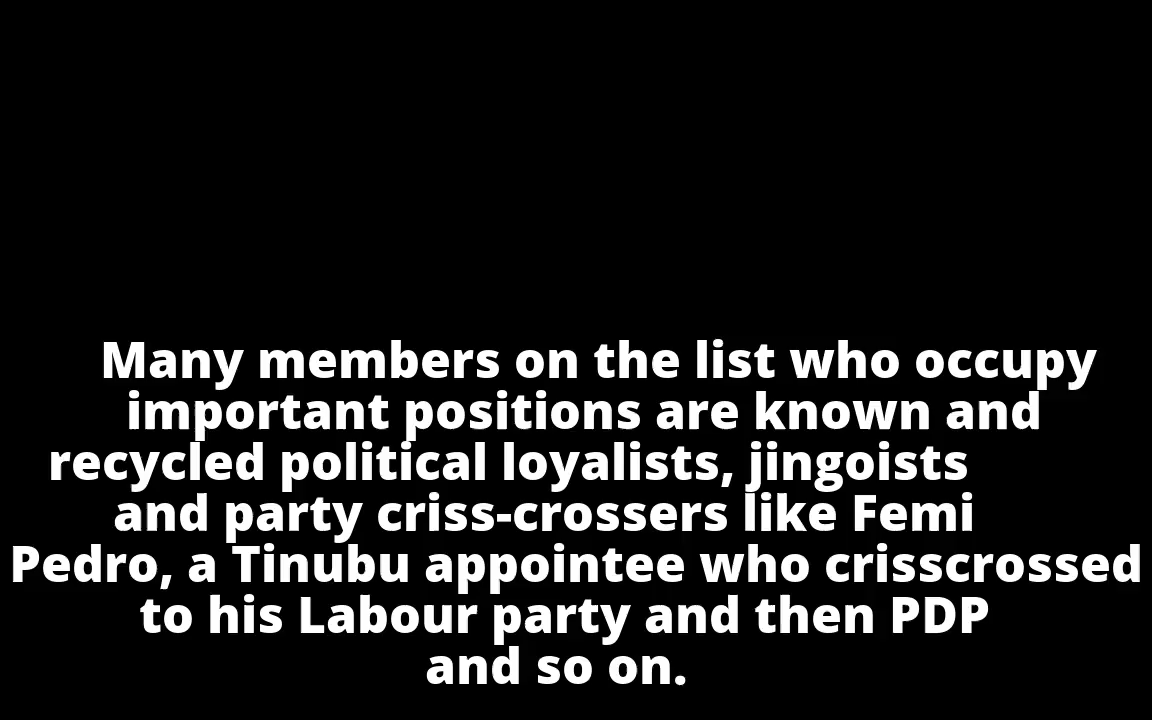 Many members on the list who occupy
important positions are known and
recycled political loyalists, jingoists
and party criss-crossers like Femi
Pedro, a Tinubu appointee who crisscrossed
to his Labour party and then PDP
and so on.